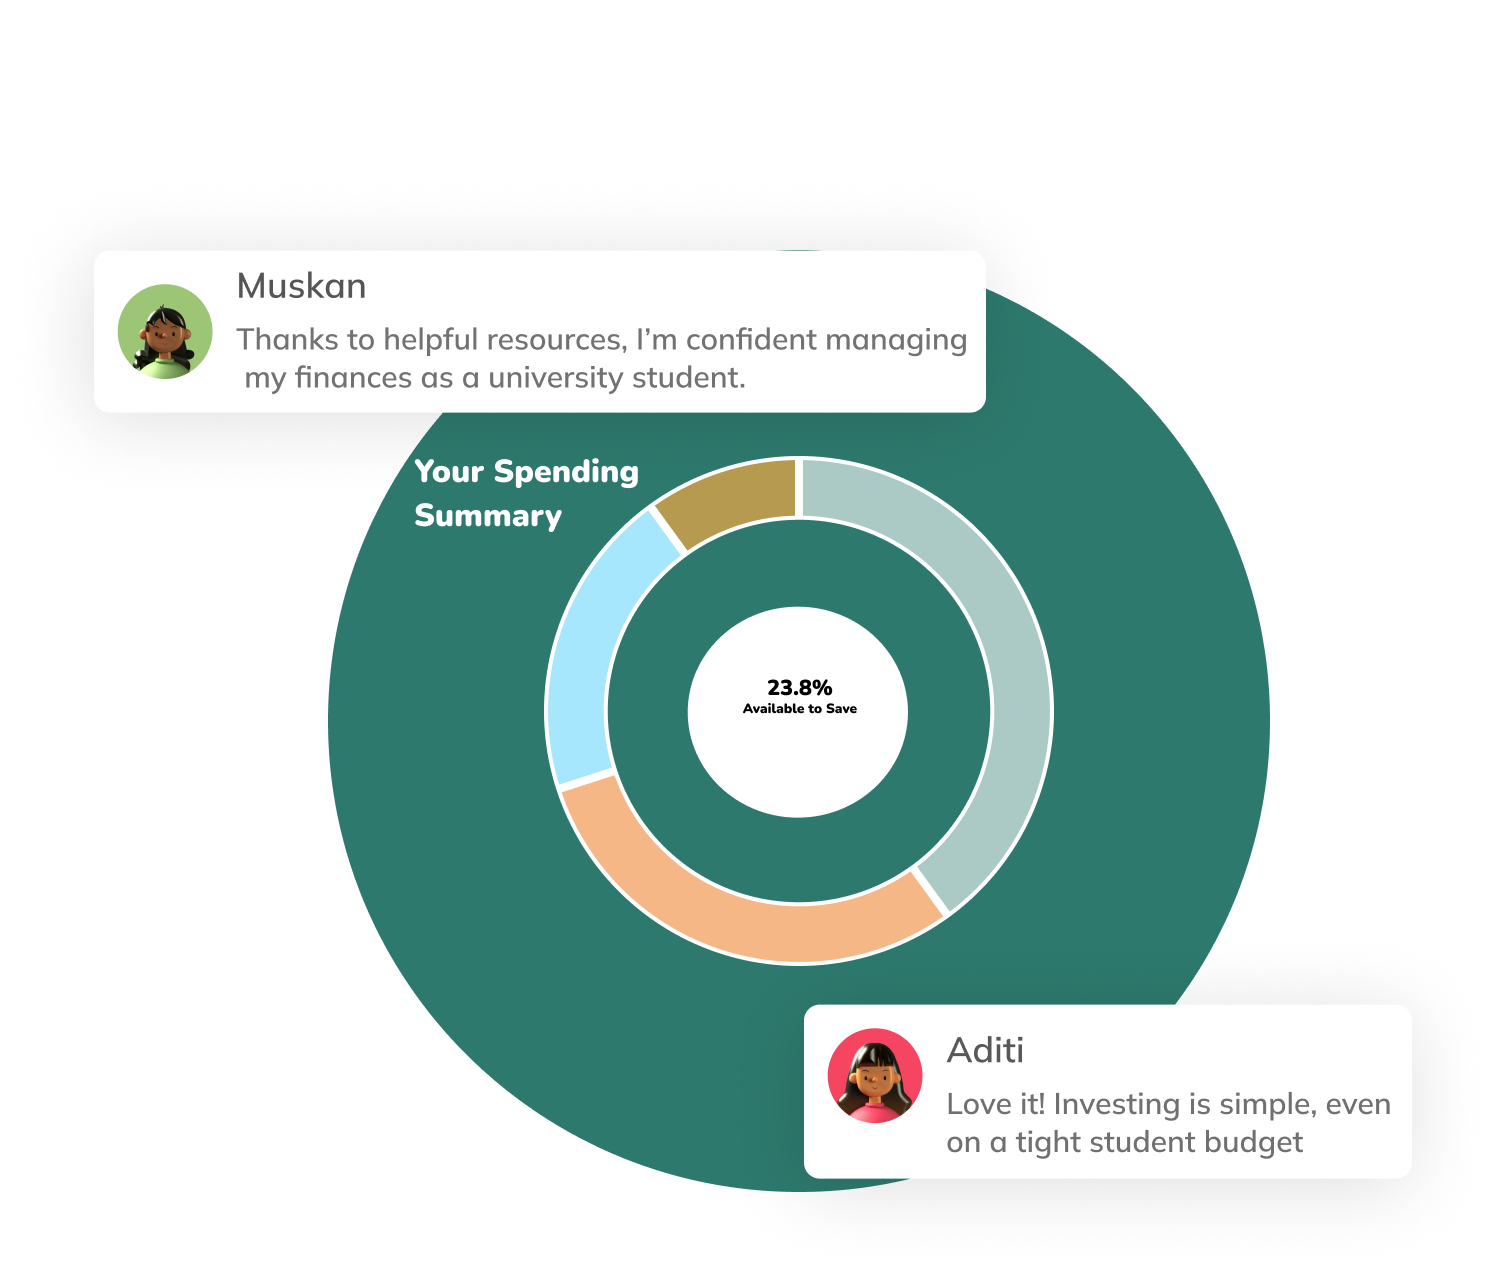 Muskan
Thanks to helpful resources, I’m confident managing
my finances as a university student.
Your Spending
Summary
23.8%
Available to Save
Aditi
Love it! Investing is simple, even
on a tight student budget